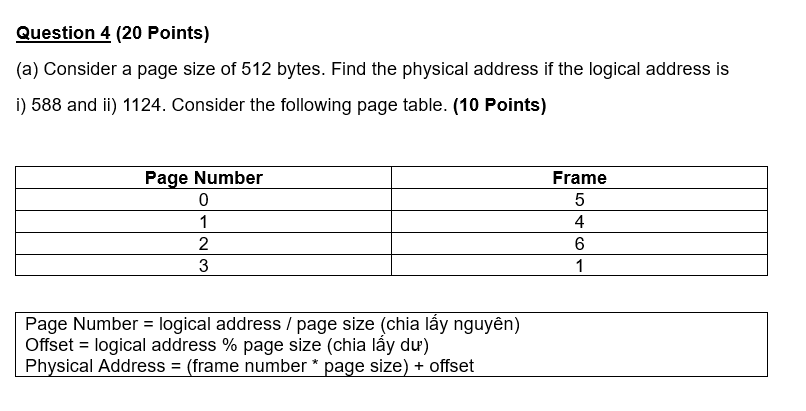 Question 4 (20 Points)
(a) Consider a page size of 512 bytes. Find the physical address if the logical address is
i) 588 and ii) 1124. Consider the following page table. (10 Points)
Page Number Frame
0 5
1 4
2 6
3 1
Page Number = logical address / page size (chia lấy nguyên)
Offset = logical address % page size (chia lấy dư)
Physical Address = (frame number * page size) + offset